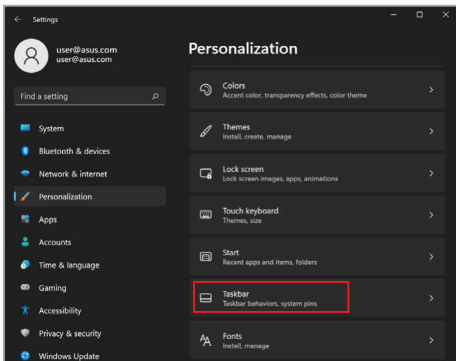 Settings
user@asus.com
user@asus.com
Find a setting
System
Bluetooth & devices
Network & internet
Personalization
Apps
Accounts
Time & language
Gaming
Accessibility
Privacy & security
Windows Update
Personalization
Colors
Accent color, transparency effects, color theme
Themes
Install, create, manage
Lock screen
Lock screen images, apps, animations
Touch keyboard
Themes, size
Start
Recent apps and items, folders
Taskbar
Taskbar behaviors, system pins
Fonts
Install, manage